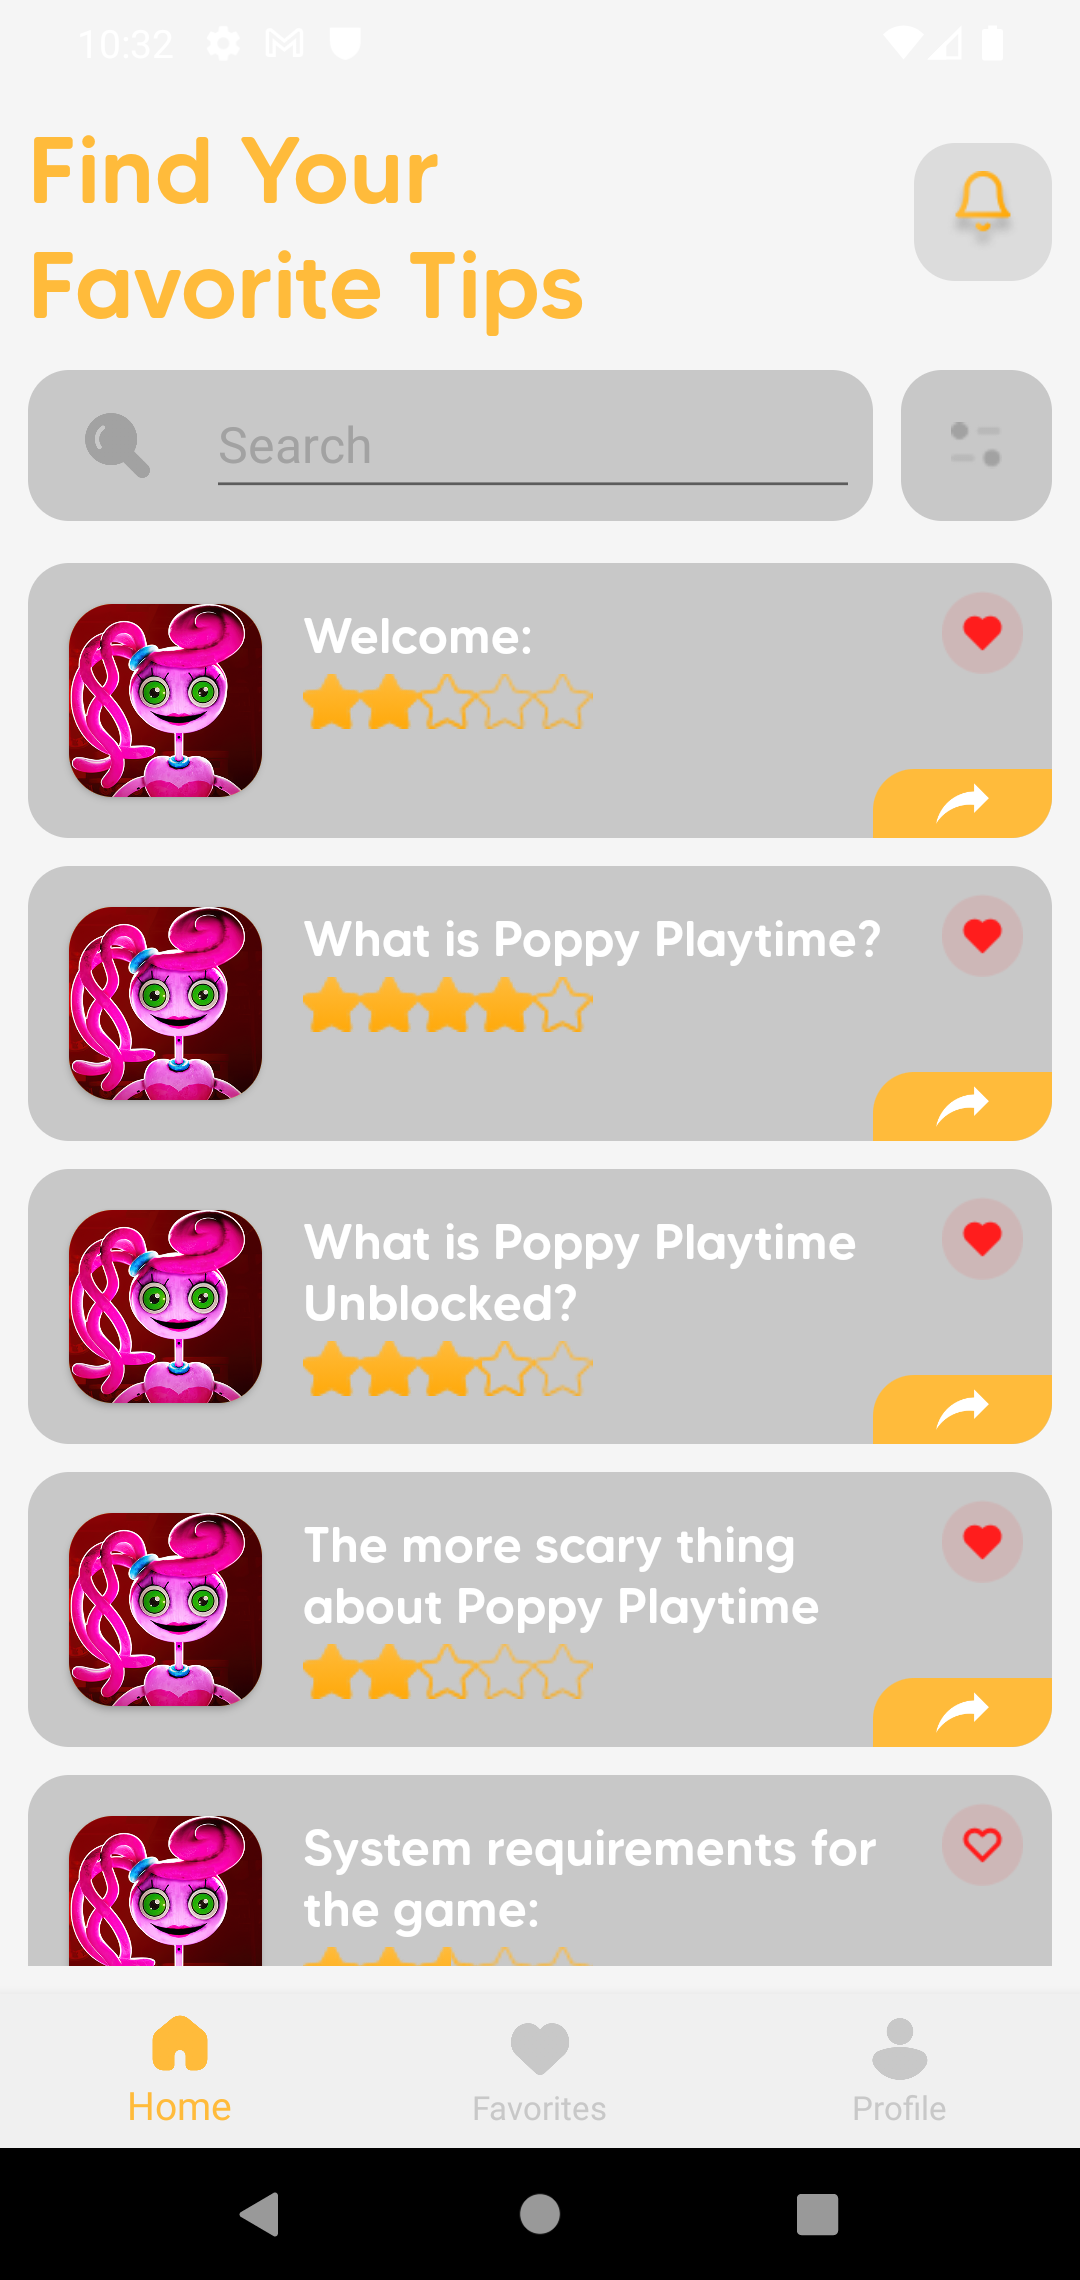 10:32
Find Your
Favorite Tips
Search
Welcome:
What is Poppy Playtime?
What is Poppy Playtime
Unblocked?
The more scary thing
about Poppy Playtime
System requirements for
the game:
Home
Favorites
Profile